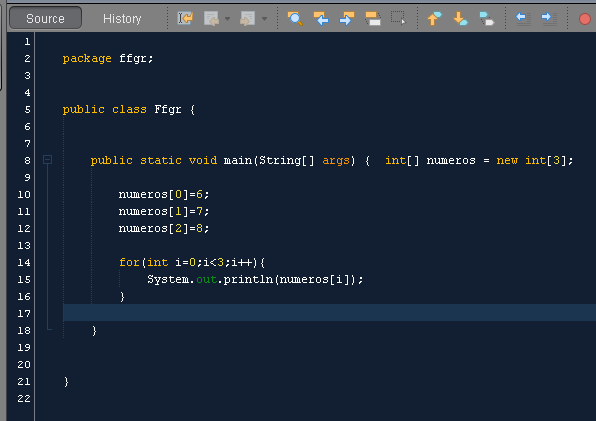 Source History
1
2 package ffgr;
3
4
5 public class Ffgr {
6
7
8 public static void main(String[] args) { int[] numeros = new int[3];
9
10 numeros[0]=6;
11 numeros[1]=7;
12 numeros[2]=8;
13
14 for(int i=0;i<3;i++){
15 System.out.println(numeros[i]);
16 }
17
18 }
19
20
21 }
22